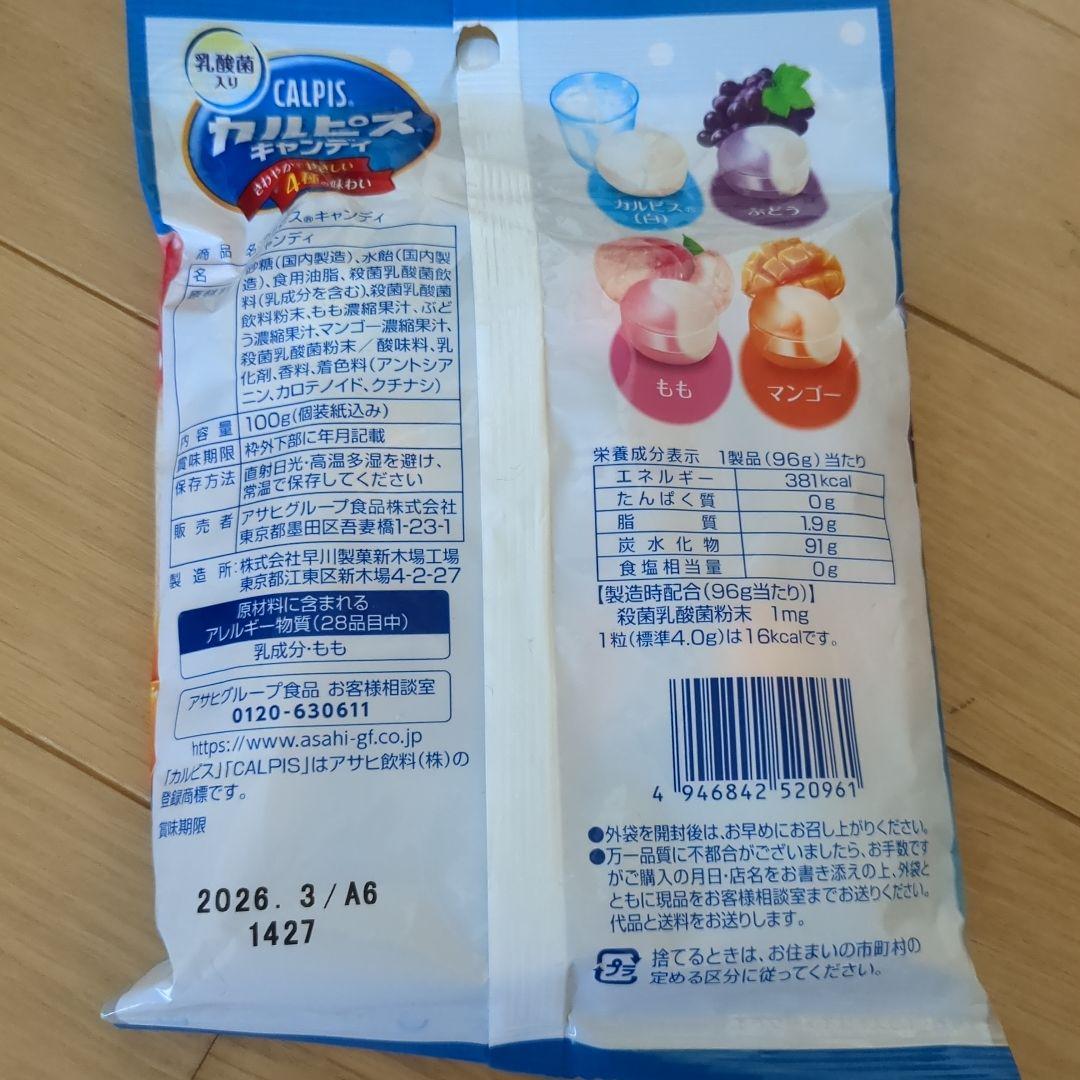 乳酸菌
入り
CALPIS®
カルピス
キャンディ
さわやか やさしい
4種の味わい
カルピス®
(白)
ぶどう
もも
マンゴー
商品名 ス®キャンディ
名 ャンディ
原材料 砂糖(国内製造)、水飴(国内製
造)、食用油脂、殺菌乳酸菌飲
料(乳成分を含む)、殺菌乳酸菌
飲料粉末、もも濃縮果汁、ぶど
う濃縮果汁、マンゴー濃縮果汁、
殺菌乳酸菌粉末/酸味料、乳
化剤、香料、着色料(アントシア
ニン、カロテノイド、クチナシ)
内容量 100g(個装紙込み)
賞味期限 枠外下部に年月記載
保存方法 直射日光・高温多湿を避け、
常温で保存してください
販売者 アサヒグループ食品株式会社
東京都墨田区吾妻橋1-23-1
製造所:株式会社早川製菓新木場工場
東京都江東区新木場4-2-27
原材料に含まれる
アレルギー物質(28品目中)
乳成分・もも
アサヒグループ食品 お客様相談室
0120-630611
https://www.asahi-gf.co.jp
「カルピス」「CALPIS」はアサヒ飲料(株)の
登録商標です。
賞味期限
2026. 3/A6
1427
栄養成分表示 1製品(96g)当たり
エネルギー 381kcal
たんぱく質 0g
脂質 1.9g
炭水化物 91g
食塩相当量 0g
【製造時配合(96g当たり)】
殺菌乳酸菌粉末 1mg
1粒(標準4.0g)は16kcalです。
4 946842 520961
●外袋を開封後は、お早めにお召し上がりください。
●万一品質に不都合がございましたら、お手数です
がご購入の月日・店名をお書き添えの上、外袋と
ともに現品をお客様相談室までお送りください。
代品と送料をお送りします。
プラ
捨てるときは、お住まいの市町村の
定める区分に従ってください。